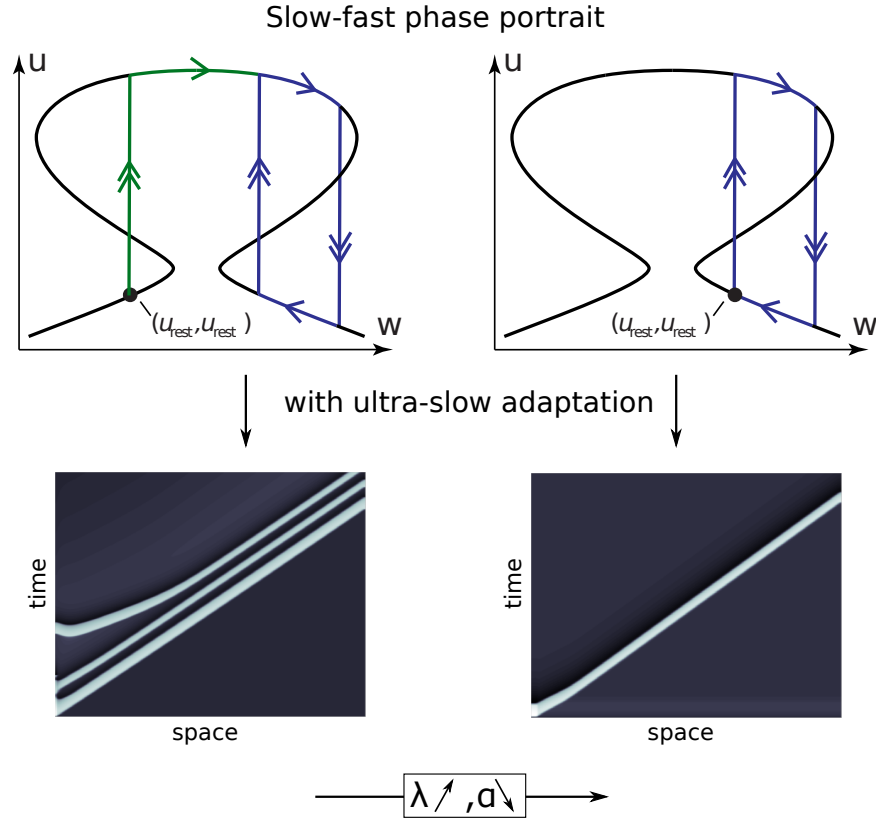 Slow-fast phase portrait
u
w
(u_rest,u_rest)
u
w
(u_rest,u_rest)
with ultra-slow adaptation
time
space
time
space
λ↗,α↘